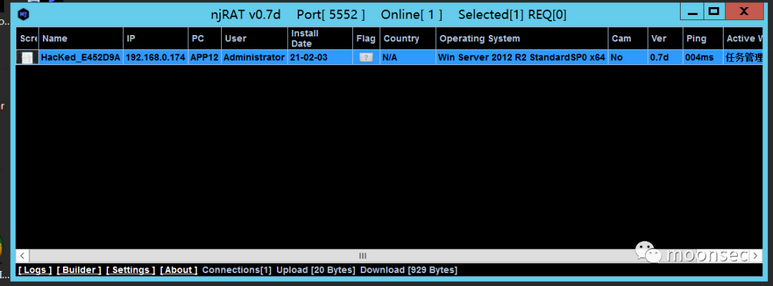 njRAT v0.7d Port[ 5552 ] Online[ 1 ] Selected[1] REQ[0]
Scre Name IP PC User Install Date Flag Country Operating System Cam Ver Ping Active W
HacKed_E452D9A 192.168.0.174 APP12 Administrator 21-02-03 ? N/A Win Server 2012 R2 StandardSP0 x64 No 0.7d 004ms 任务管理
moonsec
[ Logs ] [ Builder ] [ Settings ] [ About ] Connections[1] Upload [20 Bytes] Download [929 Bytes]